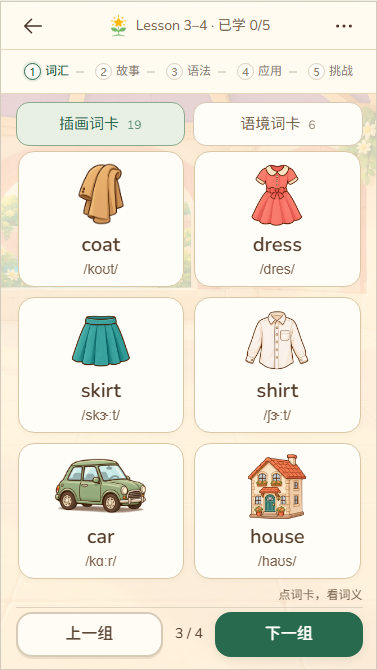 Lesson 3–4 · 已学 0/5
1 词汇 2 故事 3 语法 4 应用 5 挑战
插画词卡 19 语境词卡 6
coat dress
/koʊt/ /dres/
skirt shirt
/skɝːt/ /ʃɝːt/
car house
/kɑːr/ /haʊs/
点词卡，看词义
上一组 3 / 4 下一组